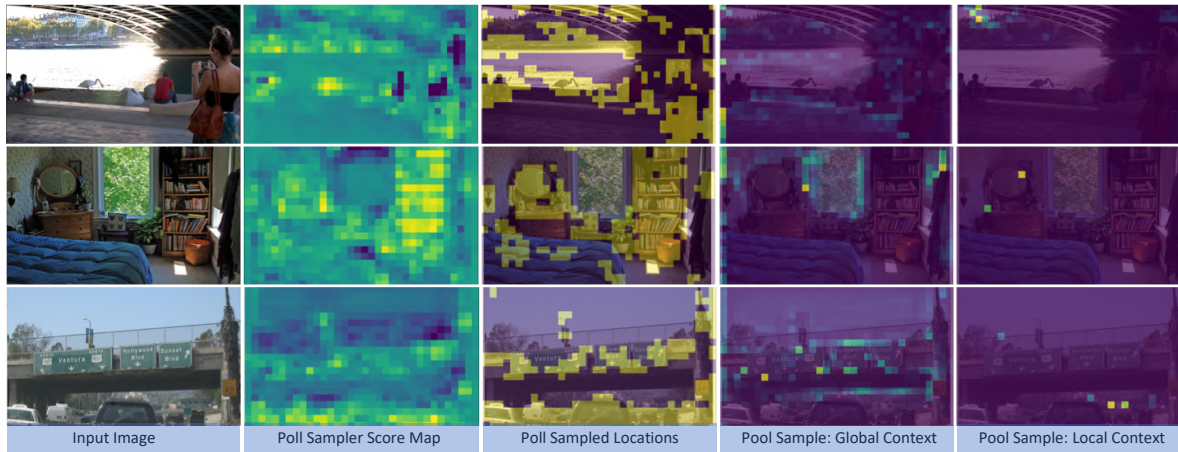 Ventura
Hollywood
Blvd
Sunset
Blvd
Input Image
Poll Sampler Score Map
Poll Sampled Locations
Pool Sample: Global Context
Pool Sample: Local Context